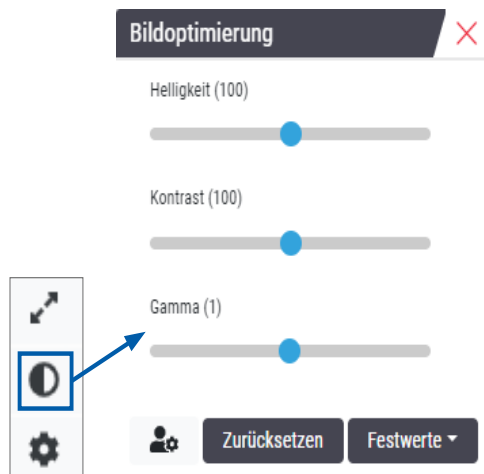 Bildoptimierung
Helligkeit (100)
Kontrast (100)
Gamma (1)
Zurücksetzen Festwerte